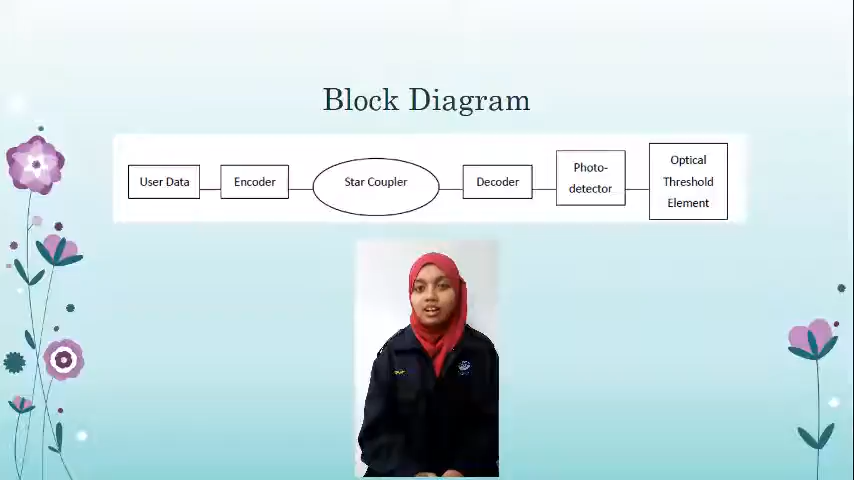 Block Diagram
User Data
Encoder
Star Coupler
Decoder
Photo-
detector
Optical
Threshold
Element